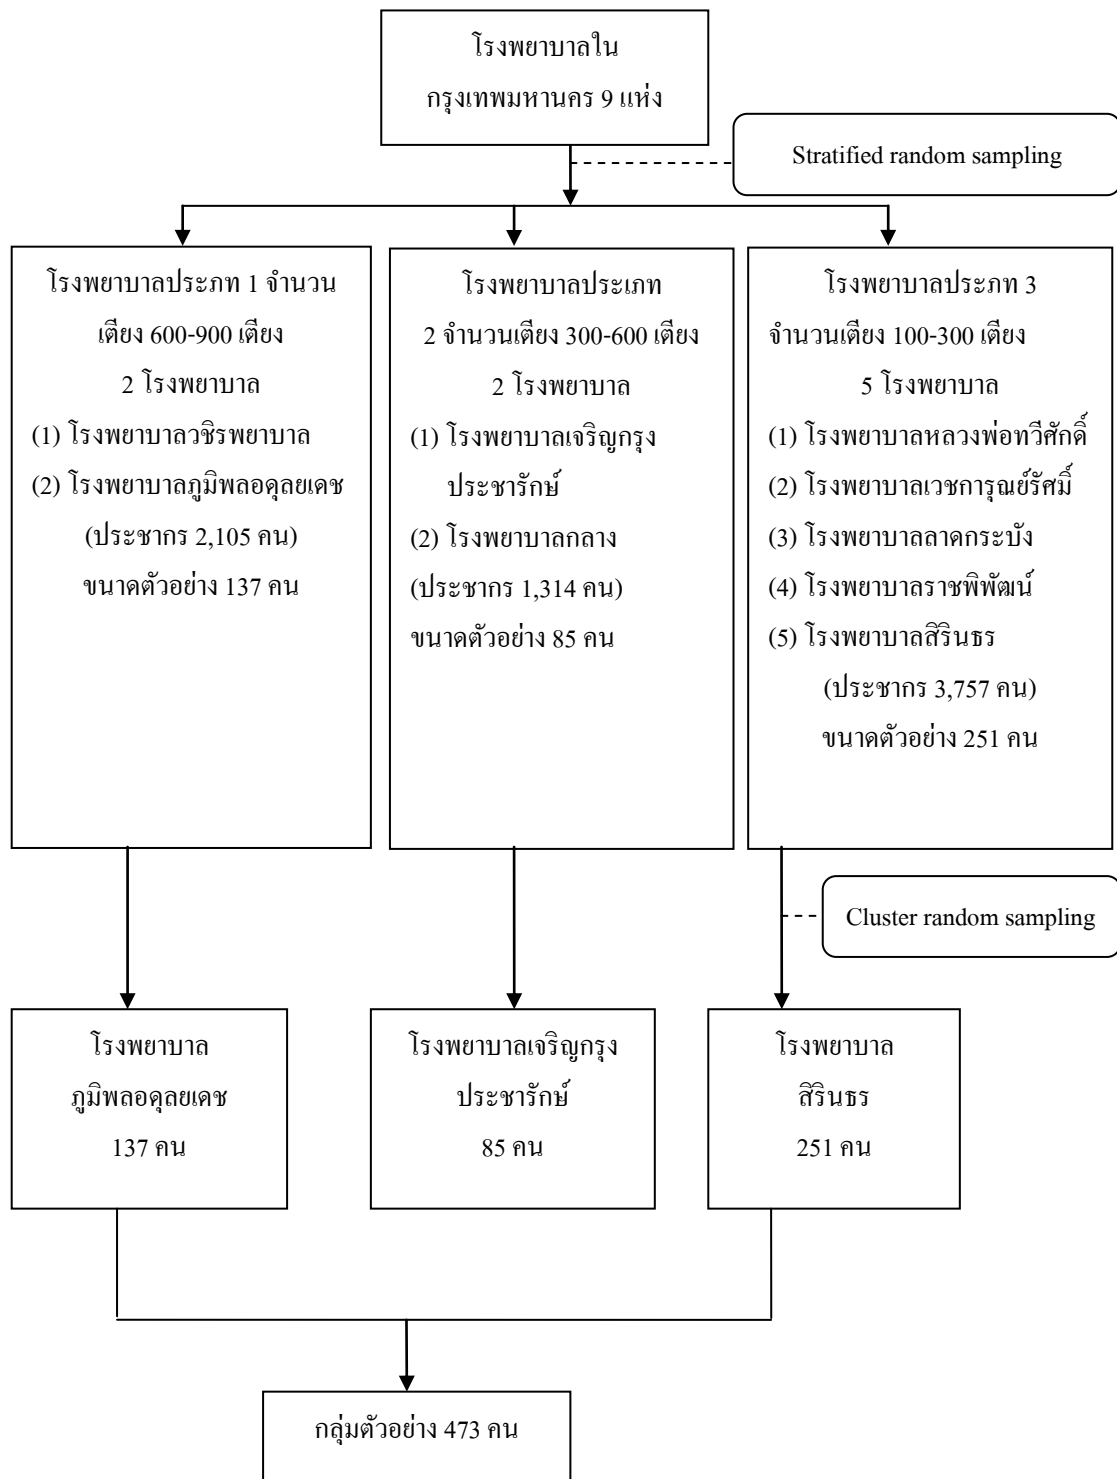 โรงพยาบาลใน
กรุงเทพมหานคร 9 แห่ง
Stratified random sampling
โรงพยาบาลประภท 1 จำนวน
เตียง 600-900 เตียง
2 โรงพยาบาล
(1) โรงพยาบาลวชิรพยาบาล
(2) โรงพยาบาลภูมิพลอดุลยเดช
(ประชากร 2,105 คน)
ขนาดตัวอย่าง 137 คน
โรงพยาบาลประเภท
2 จำนวนเตียง 300-600 เตียง
2 โรงพยาบาล
(1) โรงพยาบาลเจริญกรุง
ประชารักษ์
(2) โรงพยาบาลกลาง
(ประชากร 1,314 คน)
ขนาดตัวอย่าง 85 คน
โรงพยาบาลประภท 3
จำนวนเตียง 100-300 เตียง
5 โรงพยาบาล
(1) โรงพยาบาลหลวงพ่อทวีศักดิ์
(2) โรงพยาบาลเวชการุณย์รัศมิ์
(3) โรงพยาบาลลาดกระบัง
(4) โรงพยาบาลราชพิพัฒน์
(5) โรงพยาบาลสิรินธร
(ประชากร 3,757 คน)
ขนาดตัวอย่าง 251 คน
Cluster random sampling
โรงพยาบาล
ภูมิพลอดุลยเดช
137 คน
โรงพยาบาลเจริญกรุง
ประชารักษ์
85 คน
โรงพยาบาล
สิรินธร
251 คน
กลุ่มตัวอย่าง 473 คน